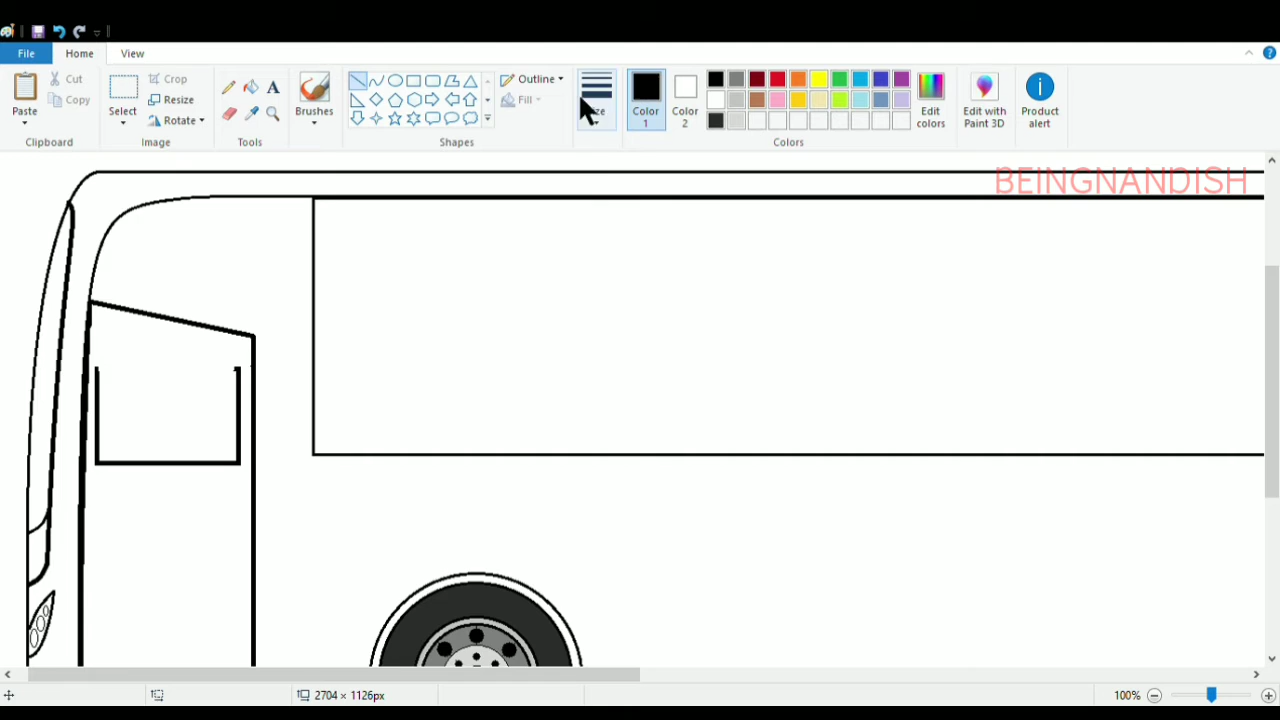 File Home View
Paste
Cut
Copy
Clipboard
Select
Crop
Resize
Rotate
Image
A
Tools
Brushes
Outline
Fill
Shapes
Color
1
Color
2
Edit
colors
Colors
Edit with
Paint 3D
Product
alert
BEINGNANDISH
2704 × 1126px
100%